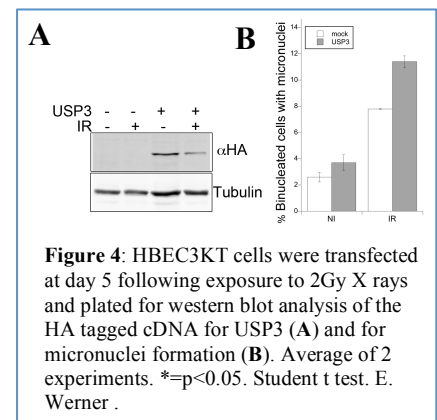 A
B
USP3 - - + +
IR - + - +
αHA
Tubulin
% Binucleated cells with micronuclei
14
12
10
8
6
4
2
0
mock
USP3
NI
IR
Figure 4: HBEC3KT cells were transfected
at day 5 following exposure to 2Gy X rays
and plated for western blot analysis of the
HA tagged cDNA for USP3 (A) and for
micronuclei formation (B). Average of 2
experiments. *=p<0.05. Student t test. E.
Werner .